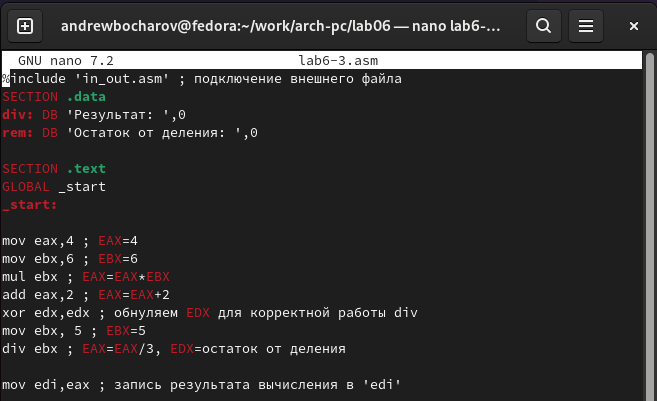 andrewbocharov@fedora:~/work/arch-pc/lab06 — nano lab6-...
GNU nano 7.2 lab6-3.asm
%include 'in_out.asm' ; подключение внешнего файла
SECTION .data
div: DB 'Результат: ',0
rem: DB 'Остаток от деления: ',0
SECTION .text
GLOBAL _start
_start:
mov eax,4 ; EAX=4
mov ebx,6 ; EBX=6
mul ebx ; EAX=EAX*EBX
add eax,2 ; EAX=EAX+2
xor edx,edx ; обнуляем EDX для корректной работы div
mov ebx, 5 ; EBX=5
div ebx ; EAX=EAX/3, EDX=остаток от деления
mov edi,eax ; запись результата вычисления в 'edi'